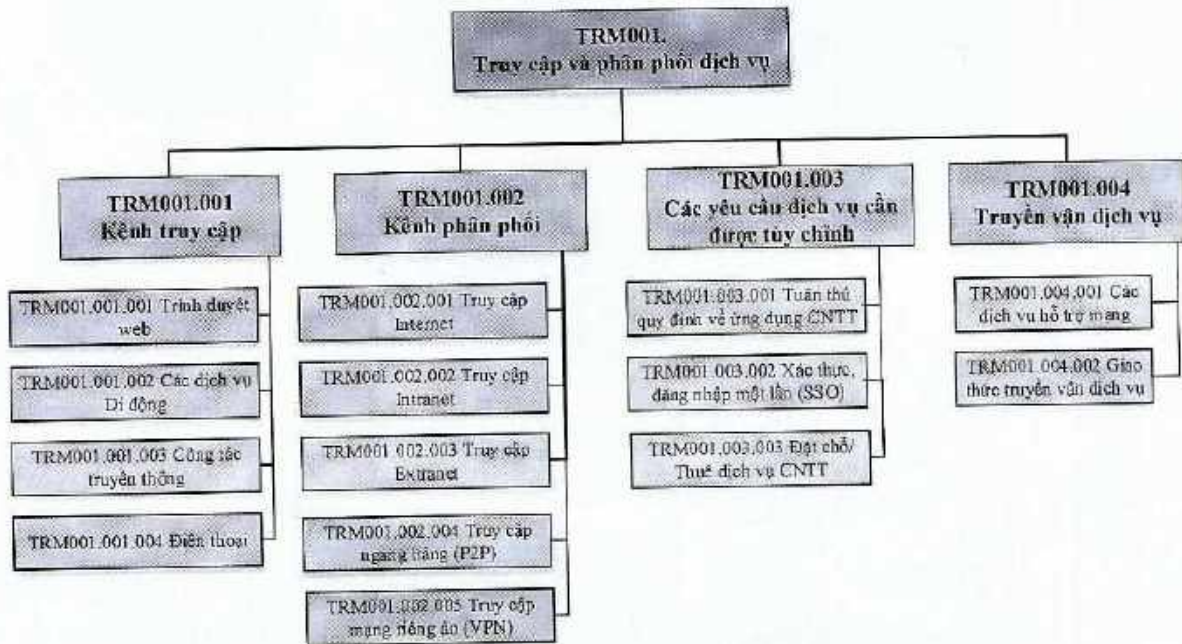 TRM001.
Truy cập và phân phối dịch vụ
TRM001.001
Kênh truy cập
TRM001.001.001 Trình duyệt
web
TRM001.001.002 Các dịch vụ
Di động
TRM001.001.003 Công tác
truyền thông
TRM001.001.004 Điện thoại
TRM001.002
Kênh phân phối
TRM001.002.001 Truy cập
Internet
TRM001.002.002 Truy cập
Intranet
TRM001.002.003 Truy cập
Extranet
TRM001.002.004 Truy cập
ngang hàng (P2P)
TRM001.002.005 Truy cập
mạng riêng ảo (VPN)
TRM001.003
Các yêu cầu dịch vụ cần
được tùy chỉnh
TRM001.003.001 Tuân thủ
quy định về ứng dụng CNTT
TRM001.003.002 Xác thực,
đăng nhập một lần (SSO)
TRM001.003.003 Đặt chỗ/
Thuê dịch vụ CNTT
TRM001.004
Truyền vận dịch vụ
TRM001.004.001 Các
dịch vụ hỗ trợ mạng
TRM001.004.002 Giao
thức truyền vận dịch vụ